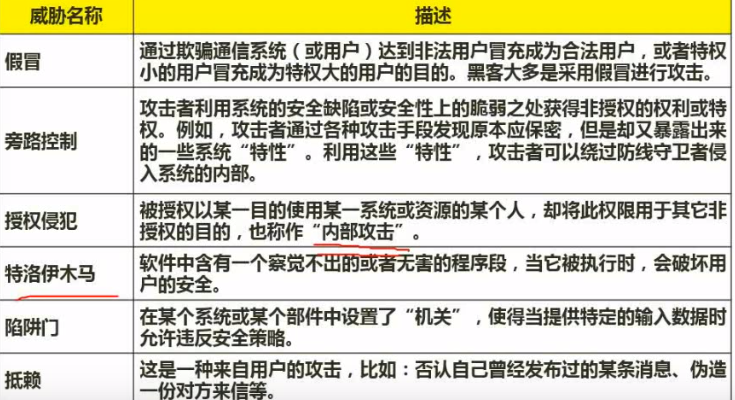 威胁名称
描述
假冒
通过欺骗通信系统（或用户）达到非法用户冒充成为合法用户，或者特权
小的用户冒充成为特权大的用户的目的。黑客大多是采用假冒进行攻击。
旁路控制
攻击者利用系统的安全缺陷或安全性上的脆弱之处获得非授权的权利或特
权。例如，攻击者通过各种攻击手段发现原本应保密，但是却又暴露出来
的一些系统“特性”。利用这些“特性”，攻击者可以绕过防线守卫者侵
入系统的内部。
授权侵犯
被授权以某一目的使用某一系统或资源的某个人，却将此权限用于其它非
授权的目的，也称作“内部攻击”。
特洛伊木马
软件中含有一个察觉不出的或者无害的程序段，当它被执行时，会破坏用
户的安全。
陷阱门
在某个系统或某个部件中设置了“机关”，使得当提供特定的输入数据时
允许违反安全策略。
抵赖
这是一种来自用户的攻击，比如：否认自己曾经发布过的某条消息、伪造
一份对方来信等。